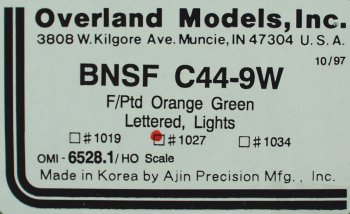 Overland Models, Inc.
3808 W. Kilgore Ave. Muncie, IN 47304 U. S. A.
10/97
BNSF C44-9W
F/Ptd Orange Green
Lettered, Lights
#1019 #1027 #1034
OMI - 6528.1/ HO Scale
Made in Korea by Ajin Precision Mfg. , Inc.